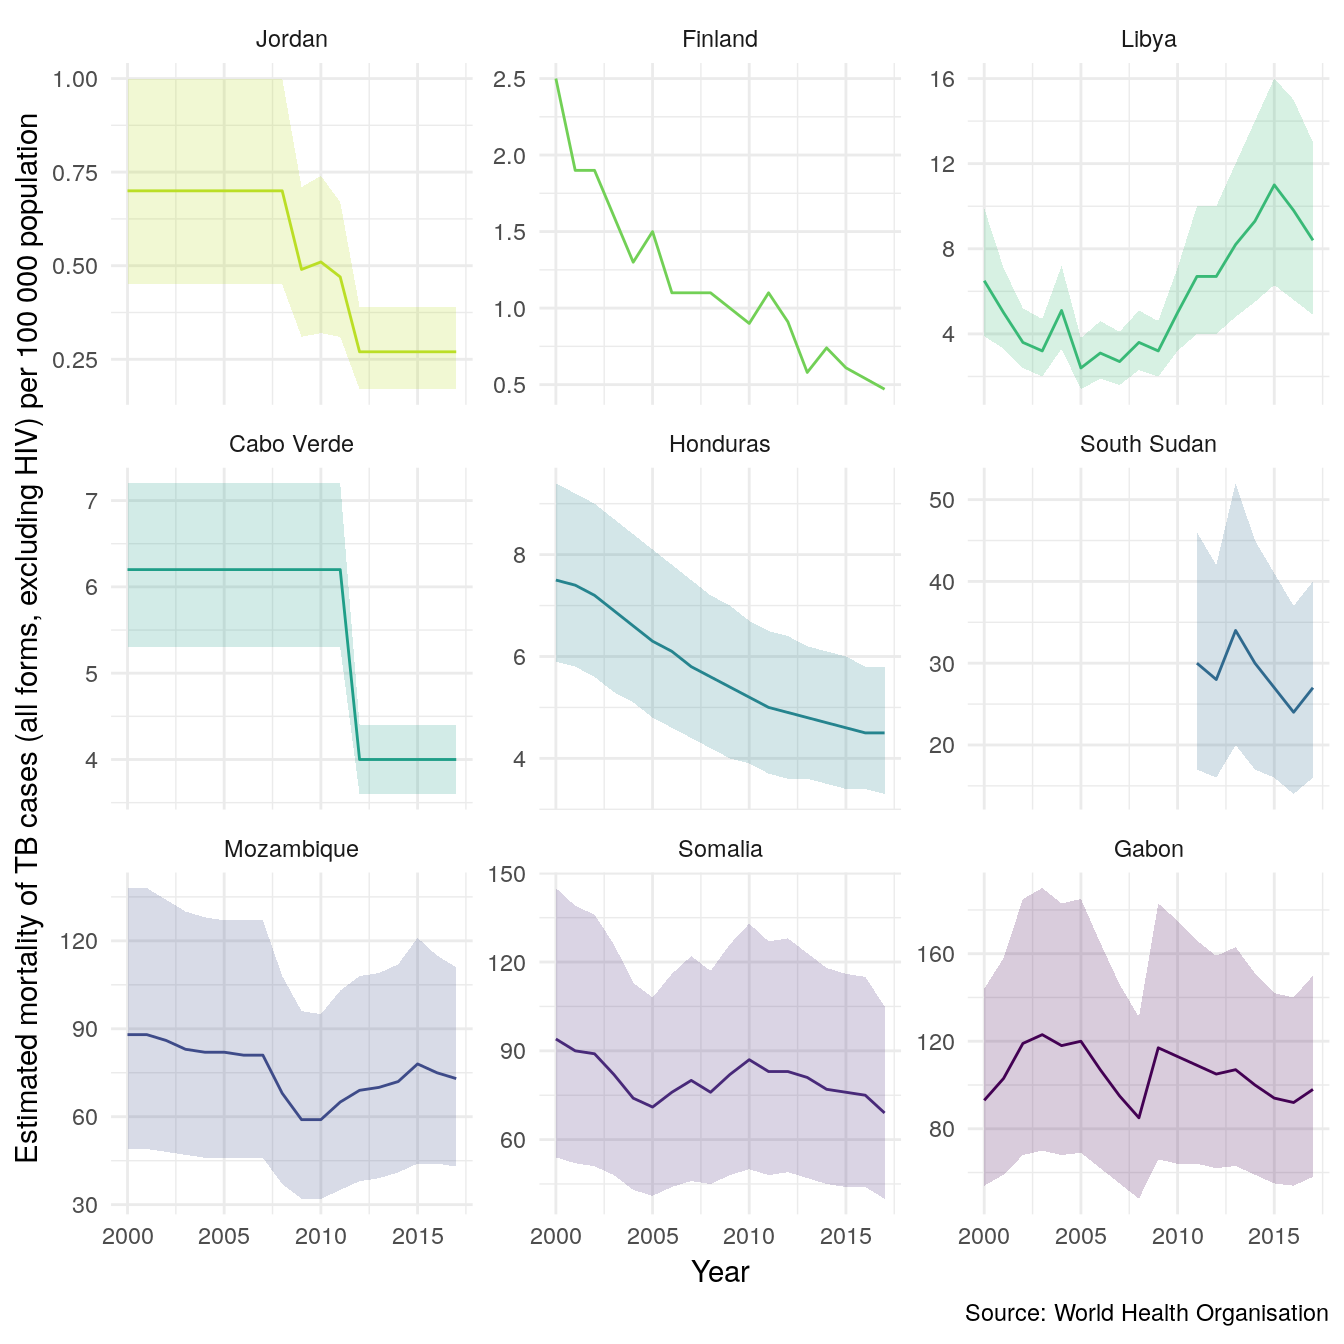 Jordan
Finland
Libya
1.00
0.75
0.50
0.25
2.5
2.0
1.5
1.0
0.5
16
12
8
4
Cabo Verde
Honduras
South Sudan
7
6
5
4
8
6
4
50
40
30
20
Mozambique
Somalia
Gabon
120
90
60
30
150
120
90
60
160
120
80
2000 2005 2010 2015
2000 2005 2010 2015
2000 2005 2010 2015
Estimated mortality of TB cases (all forms, excluding HIV) per 100 000 population
Year
Source: World Health Organisation